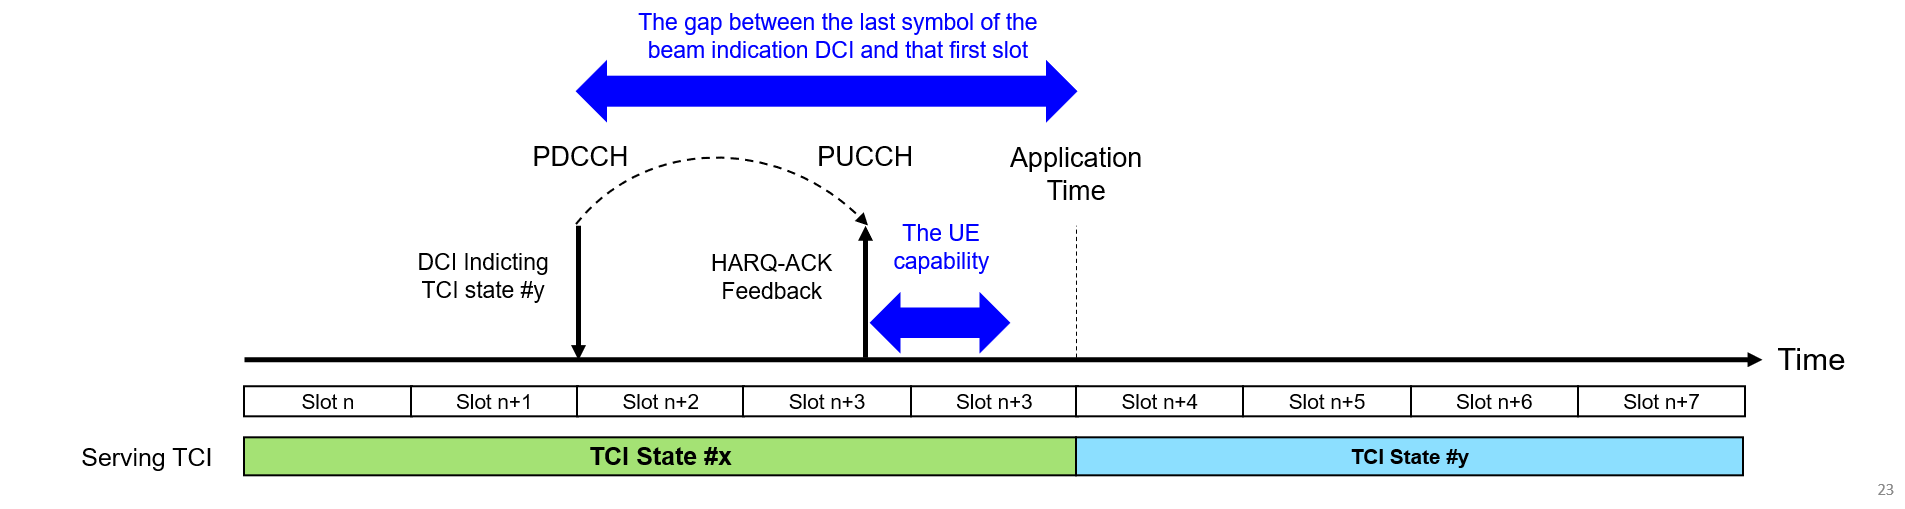 The gap between the last symbol of the
beam indication DCI and that first slot
PDCCH
PUCCH
Application
Time
DCI Indicting
TCI state #y
HARQ-ACK
Feedback
The UE
capability
Time
Slot n
Slot n+1
Slot n+2
Slot n+3
Slot n+3
Slot n+4
Slot n+5
Slot n+6
Slot n+7
Serving TCI
TCI State #x
TCI State #y
23